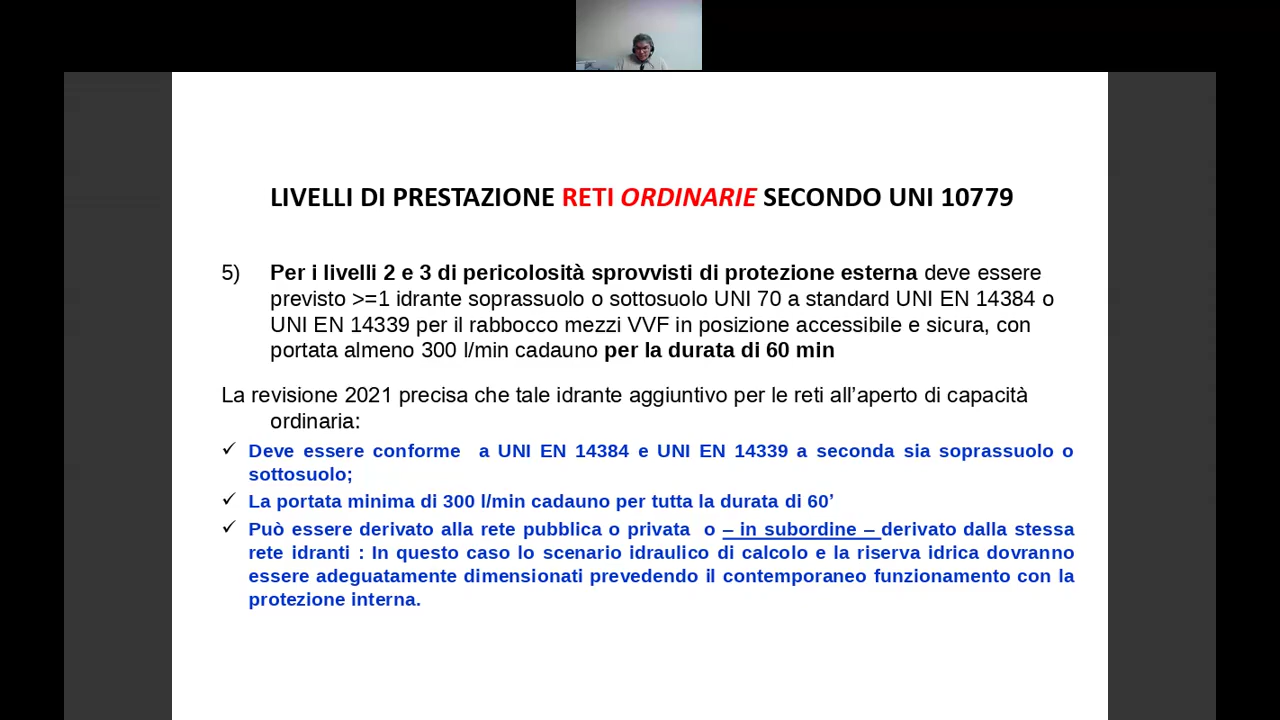 LIVELLI DI PRESTAZIONE RETI ORDINARIE SECONDO UNI 10779
5) Per i livelli 2 e 3 di pericolosità sprovvisti di protezione esterna deve essere
previsto >=1 idrante soprassuolo o sottosuolo UNI 70 a standard UNI EN 14384 o
UNI EN 14339 per il rabbocco mezzi VVF in posizione accessibile e sicura, con
portata almeno 300 l/min cadauno per la durata di 60 min
La revisione 2021 precisa che tale idrante aggiuntivo per le reti all’aperto di capacità
ordinaria:
✓ Deve essere conforme a UNI EN 14384 e UNI EN 14339 a seconda sia soprassuolo o
sottosuolo;
✓ La portata minima di 300 l/min cadauno per tutta la durata di 60’
✓ Può essere derivato alla rete pubblica o privata o – in subordine – derivato dalla stessa
rete idranti : In questo caso lo scenario idraulico di calcolo e la riserva idrica dovranno
essere adeguatamente dimensionati prevedendo il contemporaneo funzionamento con la
protezione interna.